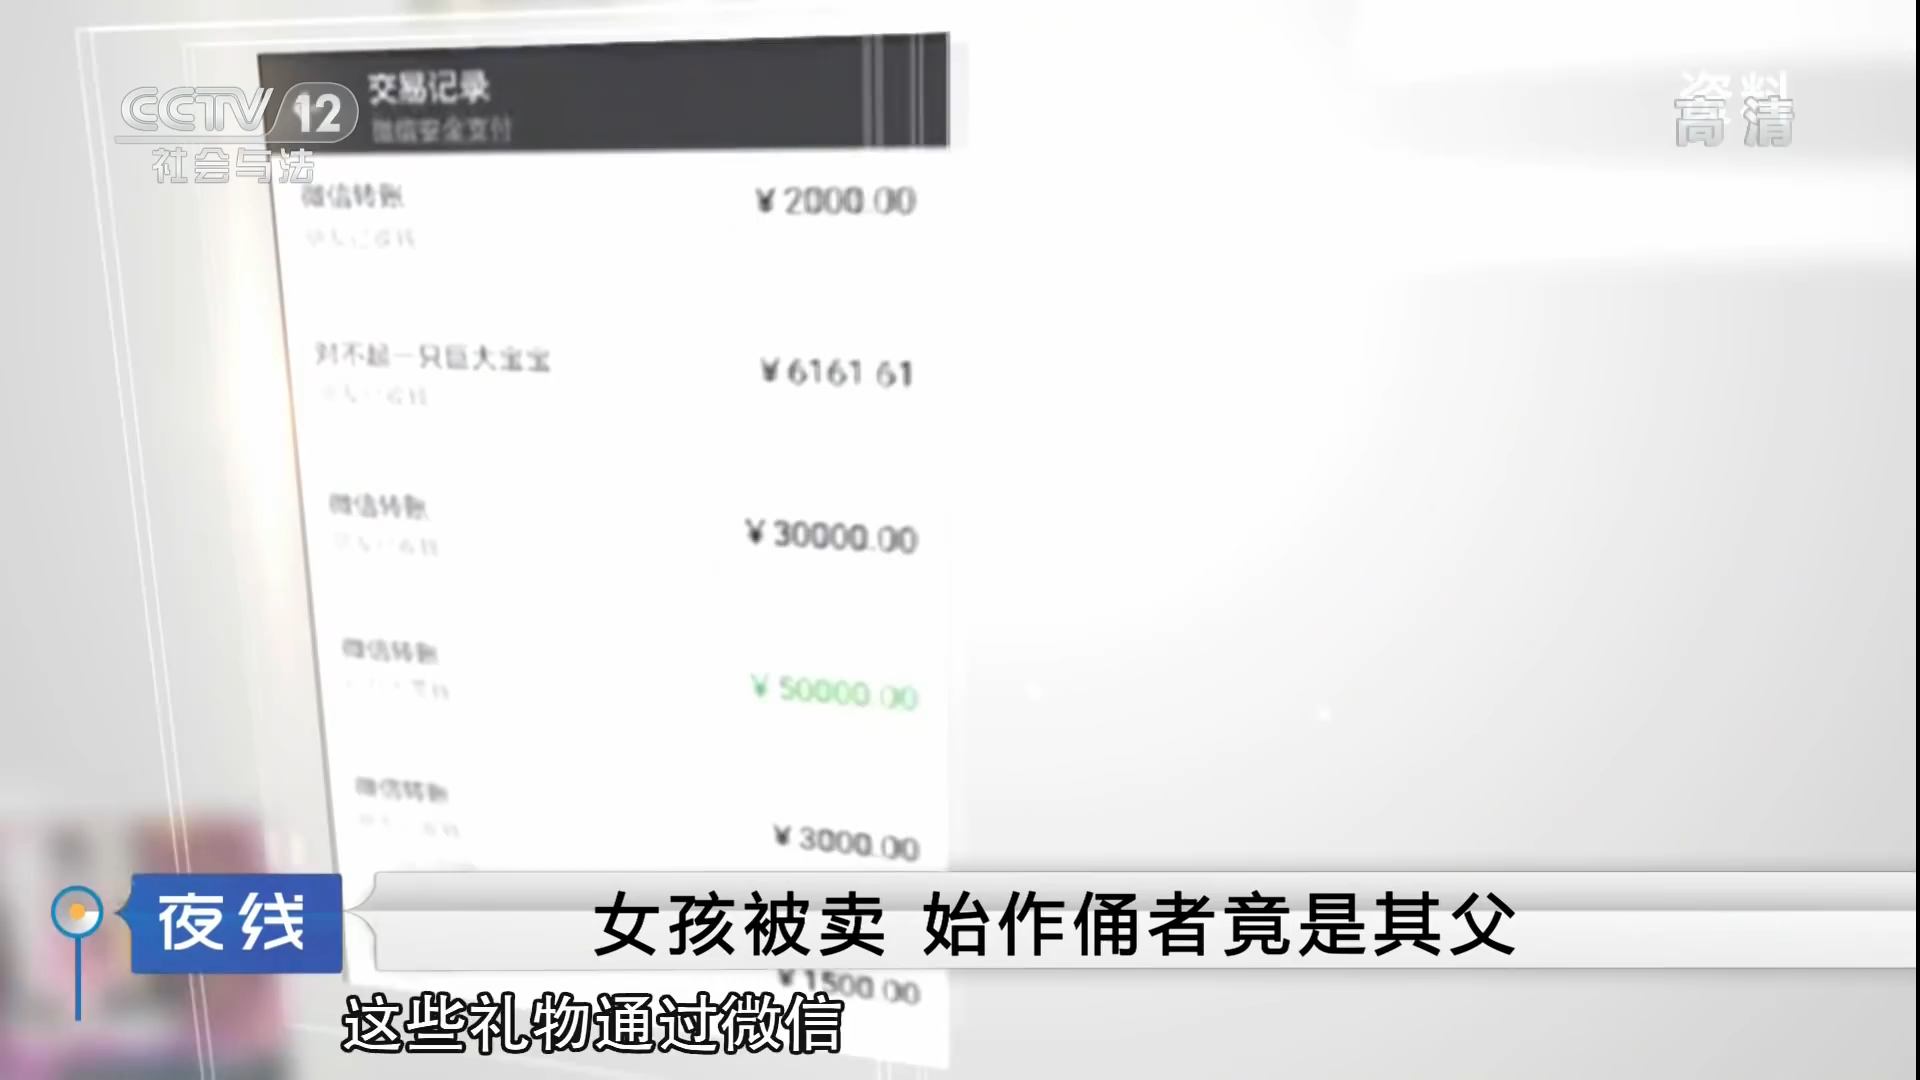 交易记录
微信安全支付
CCTV 12
社会与法
资料
高清
微信转账
¥2000.00
对不起一只巨大宝宝
¥6161.61
微信转账
¥30000.00
微信转账
¥50000.00
微信转账
¥3000.00
夜线
女孩被卖 始作俑者竟是其父
¥1500.00
这些礼物通过微信